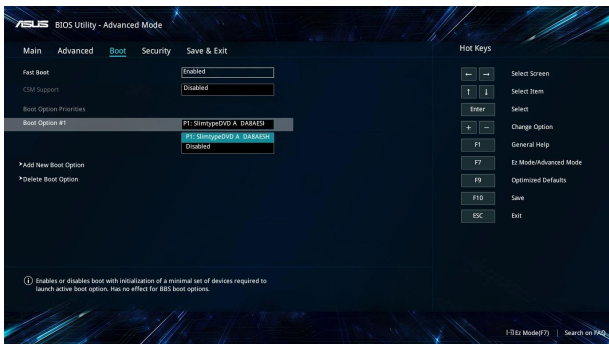 ASUS BIOS Utility - Advanced Mode
Main Advanced Boot Security Save & Exit Hot Keys
Fast Boot Enabled
CSM Support Disabled
Boot Option Priorities
Boot Option #1 P1: SlimtypeDVD A DA8AESI
P1: SlimtypeDVD A DA8AESH
Disabled
Add New Boot Option
Delete Boot Option
← → Select Screen
↑ ↓ Select Item
Enter Select
+ − Change Option
F1 General Help
F7 Ez Mode/Advanced Mode
F9 Optimized Defaults
F10 Save
ESC Exit
Enables or disables boot with initialization of a minimal set of devices required to
launch active boot option. Has no effect for BBS boot options.
Ez Mode(F7) | Search on FAQ